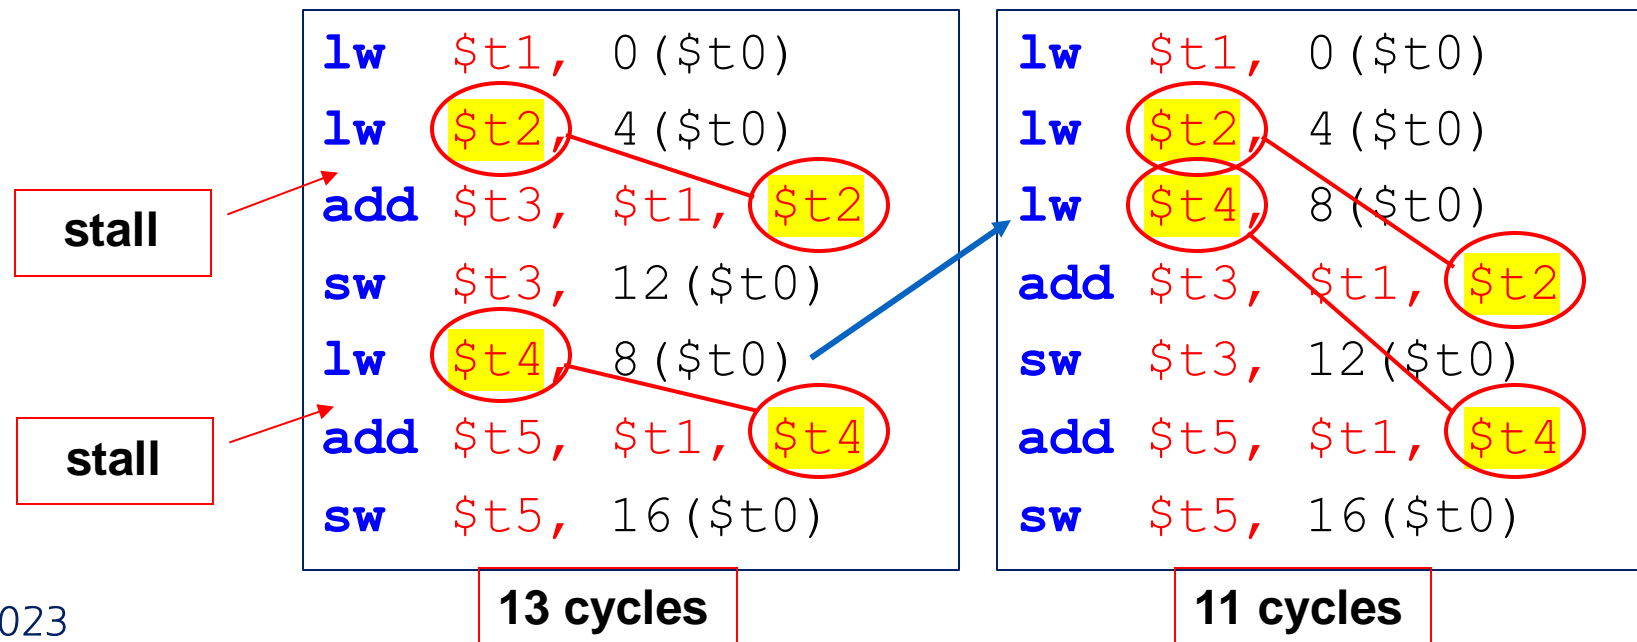 lw $t1, 0($t0)
lw $t2, 4($t0)
add $t3, $t1, $t2
sw $t3, 12($t0)
lw $t4, 8($t0)
add $t5, $t1, $t4
sw $t5, 16($t0)
stall
stall
13 cycles
lw $t1, 0($t0)
lw $t2, 4($t0)
lw $t4, 8($t0)
add $t3, $t1, $t2
sw $t3, 12($t0)
add $t5, $t1, $t4
sw $t5, 16($t0)
11 cycles
023